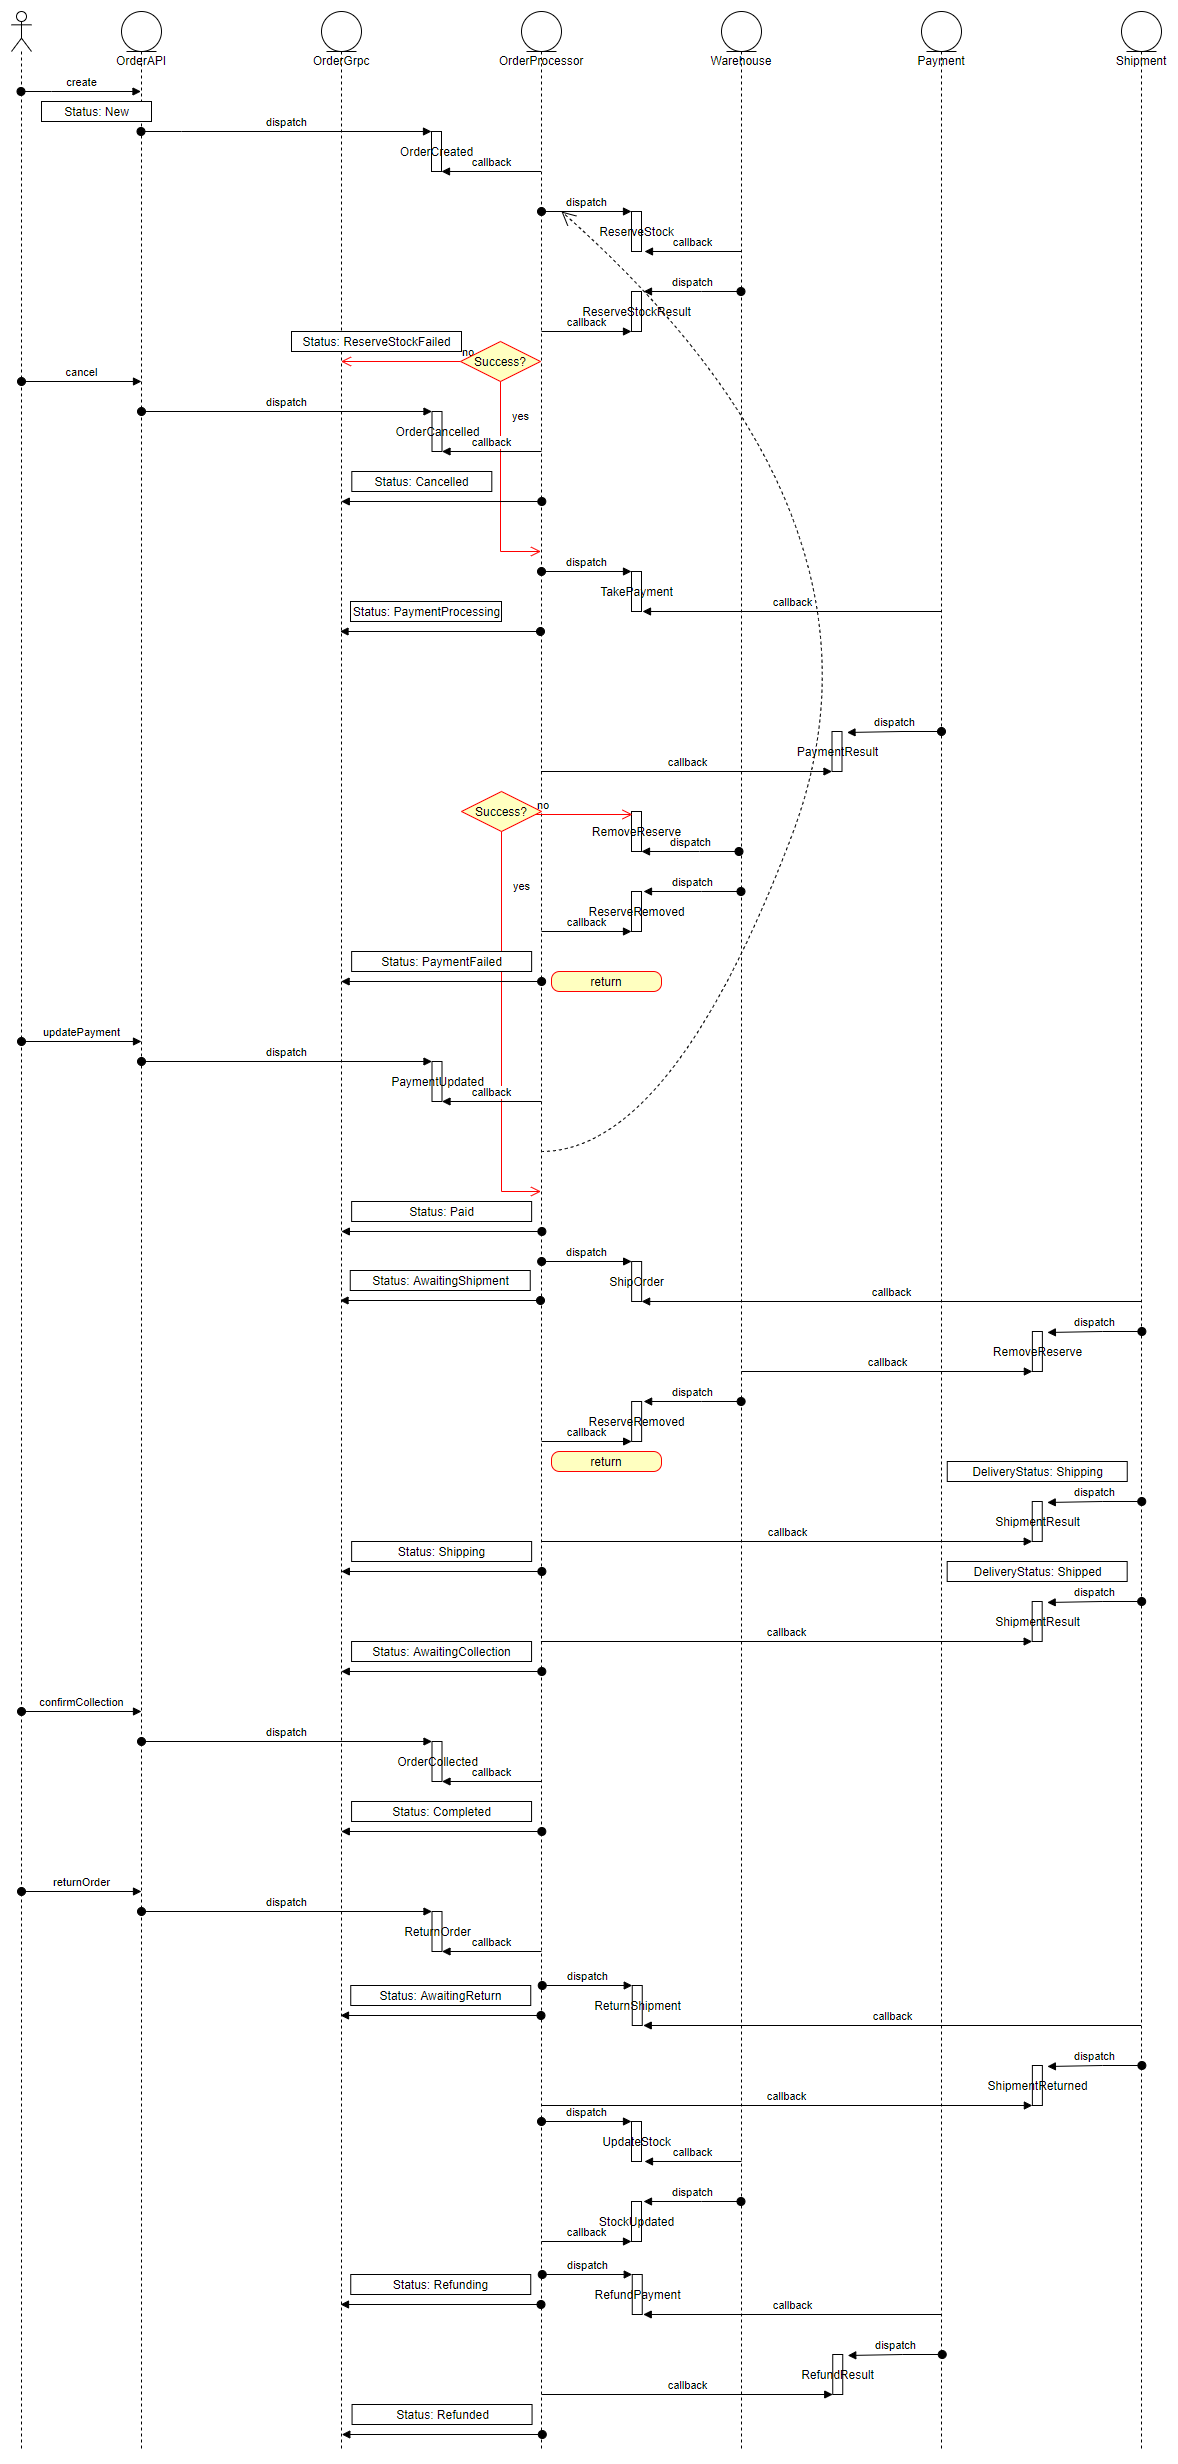 OrderAPI
OrderGrpc
OrderProcessor
Warehouse
Payment
Shipment
create
Status: New
dispatch
OrderCreated
callback
dispatch
ReserveStock
callback
dispatch
ReserveStockResult
callback
Status: ReserveStockFailed
no
Success?
cancel
dispatch
yes
OrderCancelled
callback
Status: Cancelled
dispatch
TakePayment
callback
Status: PaymentProcessing
dispatch
PaymentResult
callback
Success?
no
RemoveReserve
dispatch
yes
dispatch
ReserveRemoved
callback
Status: PaymentFailed
return
updatePayment
dispatch
PaymentUpdated
callback
Status: Paid
dispatch
Status: AwaitingShipment
ShipOrder
callback
dispatch
RemoveReserve
callback
dispatch
ReserveRemoved
callback
return
DeliveryStatus: Shipping
dispatch
ShipmentResult
callback
Status: Shipping
DeliveryStatus: Shipped
dispatch
ShipmentResult
callback
Status: AwaitingCollection
confirmCollection
dispatch
OrderCollected
callback
Status: Completed
returnOrder
dispatch
ReturnOrder
callback
dispatch
Status: AwaitingReturn
ReturnShipment
callback
dispatch
ShipmentReturned
callback
dispatch
UpdateStock
callback
dispatch
StockUpdated
callback
dispatch
Status: Refunding
RefundPayment
callback
dispatch
RefundResult
callback
Status: Refunded